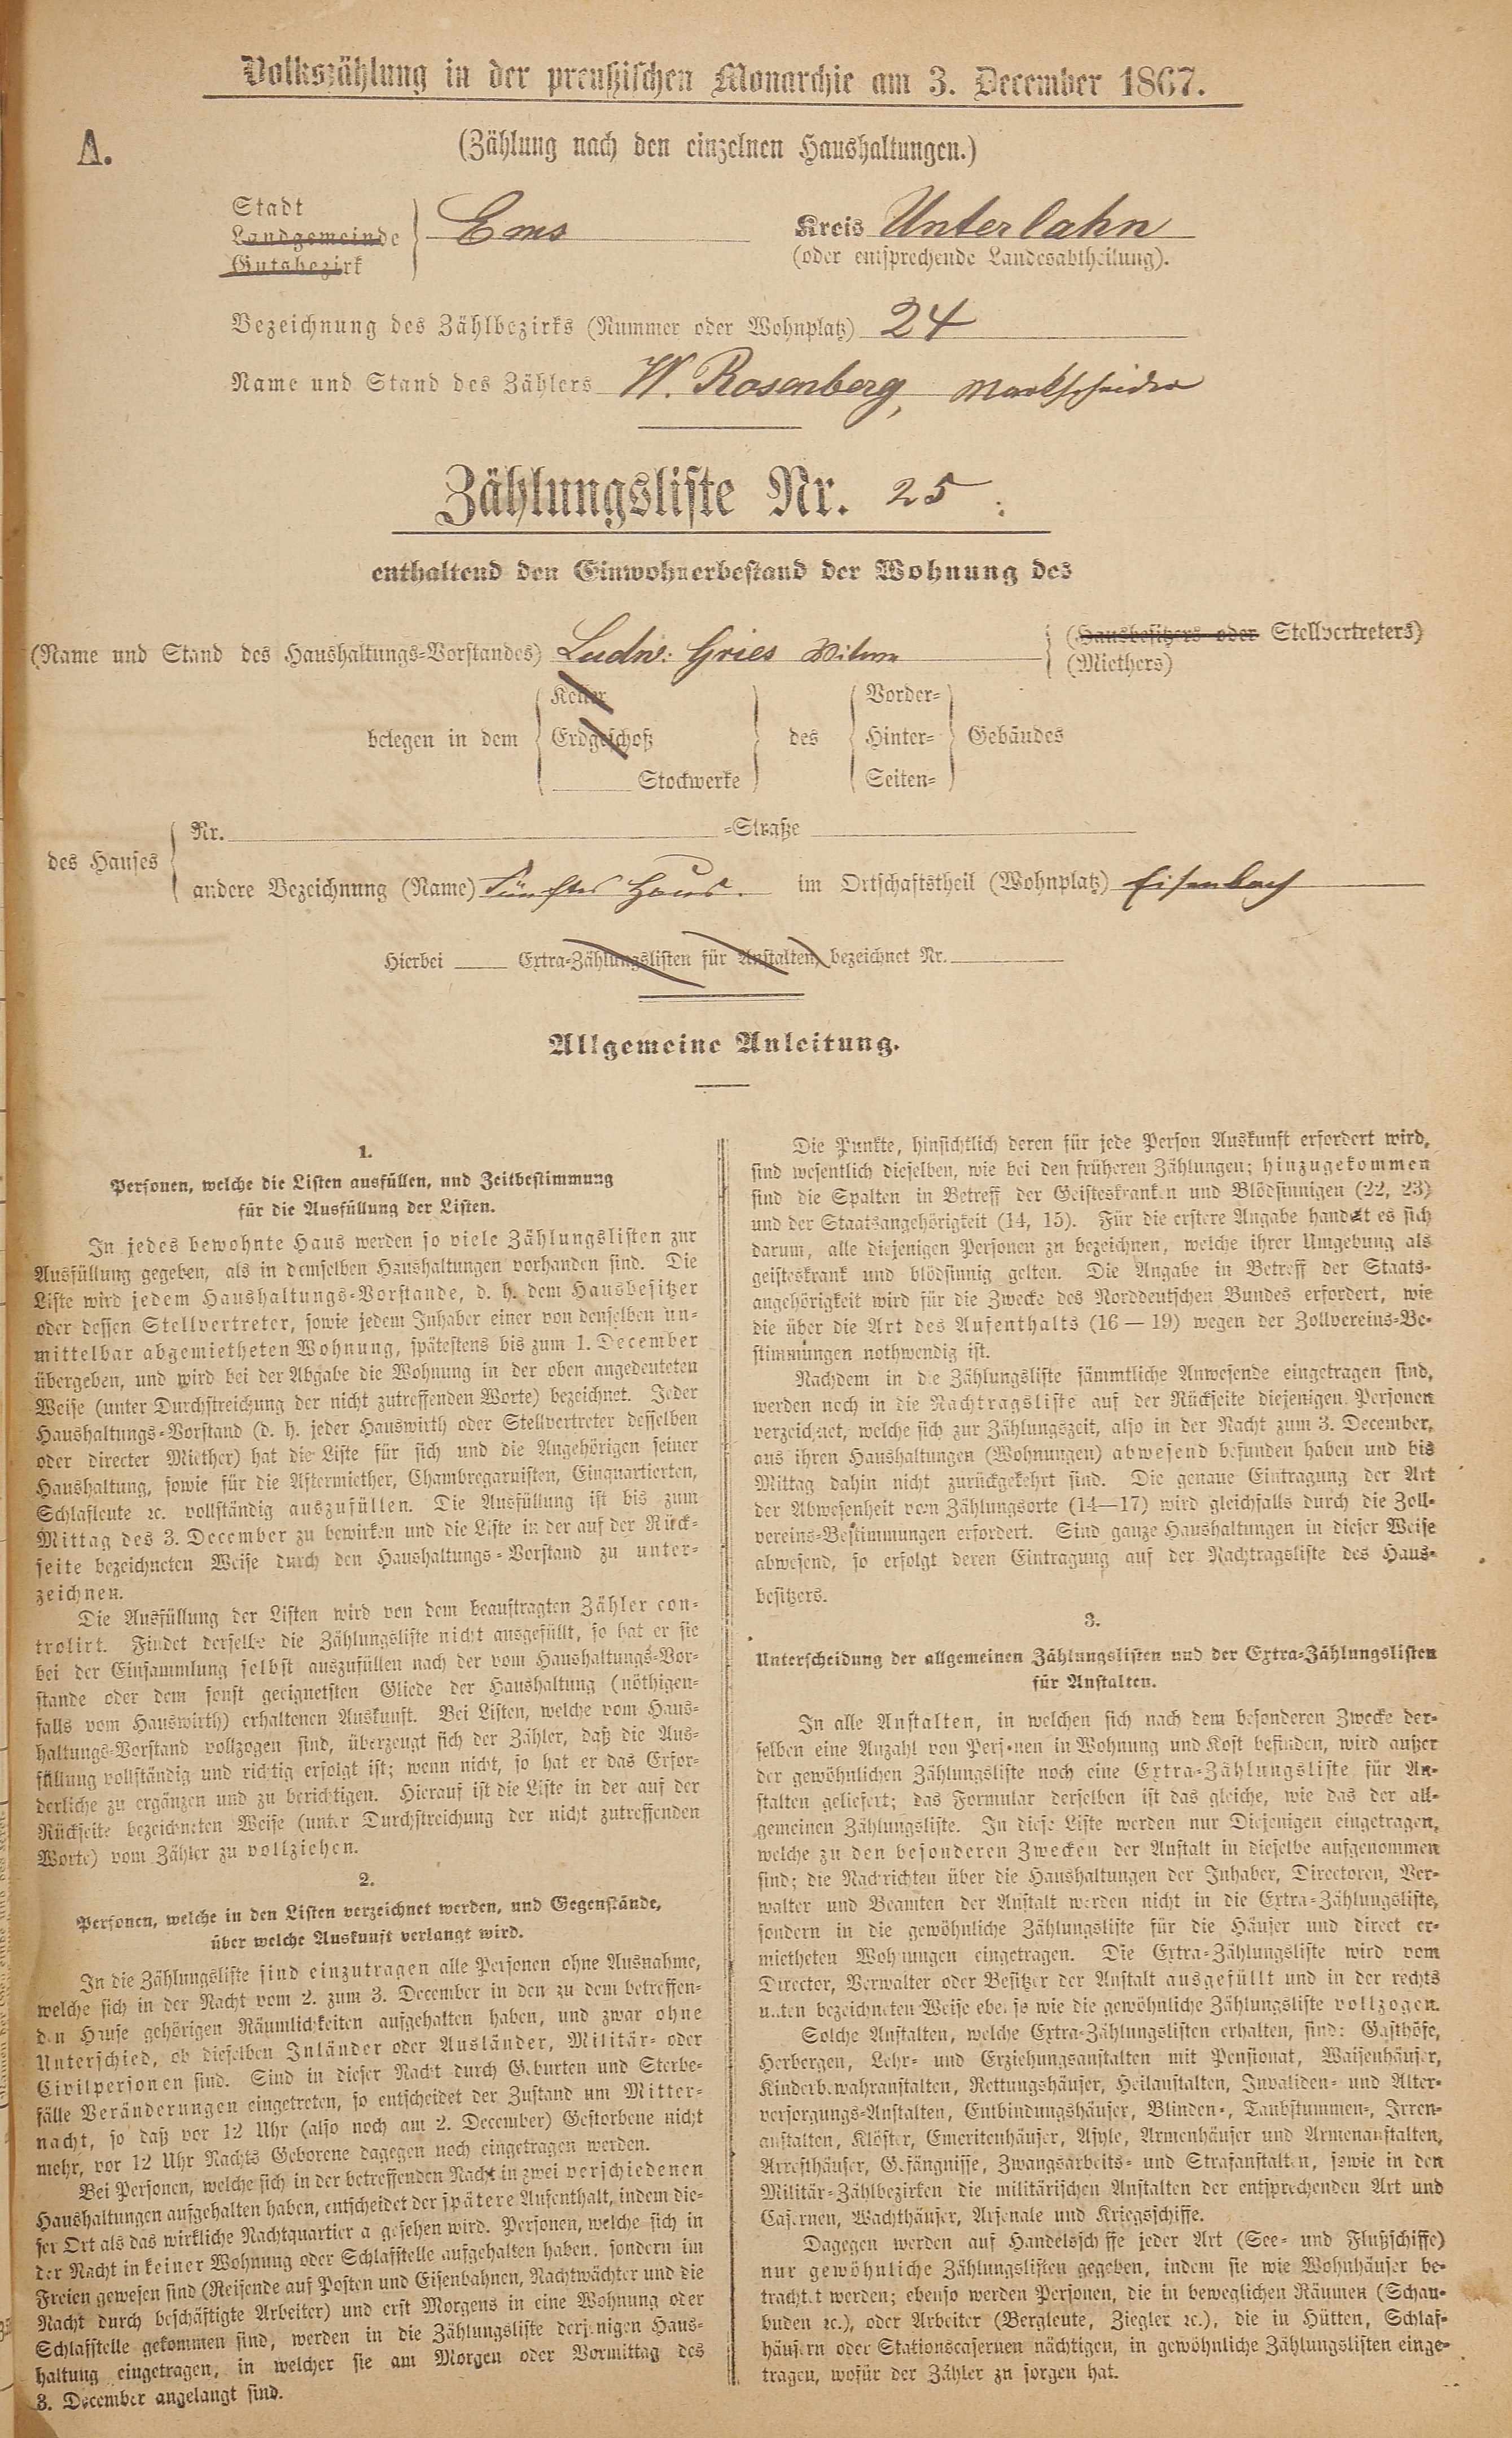 Volkszählung in der preußischen Monarchie am 3. December 1867.
A.
(Zählung nach den einzelnen Haushaltungen.)
Stadt
Landgemeinde
Gutsbezirk
Ems
Kreis Unterlahn
(oder entsprechende Landesabtheilung).
Bezeichnung des Zählbezirks (Nummer oder Wohnplatz) 24
Name und Stand des Zählers W. Rosenberg, Markscheider
Zählungsliste Nr. 25.
enthaltend den Einwohnerbestand der Wohnung des
(Name und Stand des Haushaltungs-Vorstandes) Ludw: Gries Witwe
(Hausbesitzers oder Stellvertreters)
(Miethers)
belegen in dem
Keller
Erdgeschoß
Stockwerke
des
Vorder-
Hinter-
Seiten-
Gebäudes
des Hauses
Nr. -Straße
andere Bezeichnung (Name) Fünftes Haus. im Ortschaftstheil (Wohnplatz) Eisenbach
Hierbei Extra-Zählungslisten für Anstalten, bezeichnet Nr.
Allgemeine Anleitung.
1.
Personen, welche die Listen ausfüllen, und Zeitbestimmung
für die Ausfüllung der Listen.
In jedes bewohnte Haus werden so viele Zählungslisten zur
Ausfüllung gegeben, als in demselben Haushaltungen vorhanden sind. Die
Liste wird jedem Haushaltungs-Vorstande, d. h. dem Hausbesitzer
oder dessen Stellvertreter, sowie jedem Inhaber einer von denselben un-
mittelbar abgemietheten Wohnung, spätestens bis zum 1. December
übergeben, und wird bei der Abgabe die Wohnung in der oben angedeuteten
Weise (unter Durchstreichung der nicht zutreffenden Worte) bezeichnet. Jeder
Haushaltungs-Vorstand (d. h. jeder Hauswirth oder Stellvertreter desselben
oder directer Miether) hat die Liste für sich und die Angehörigen seiner
Haushaltung, sowie für die Aftermiether, Chambregarnisten, Einquartierten,
Schlafleute ꝛc. vollständig auszufüllen. Die Ausfüllung ist bis zum
Mittag des 3. December zu bewirken und die Liste in der auf der Rück-
seite bezeichneten Weise durch den Haushaltungs-Vorstand zu unter-
zeichnen.
Die Ausfüllung der Listen wird von dem beauftragten Zähler con-
trolirt. Findet derselbe die Zählungsliste nicht ausgefüllt, so hat er sie
bei der Einsammlung selbst auszufüllen nach der vom Haushaltungs-Vor-
stande oder dem sonst geeignetsten Gliede der Haushaltung (nöthigen-
falls vom Hauswirth) erhaltenen Auskunft. Bei Listen, welche vom Haus-
haltungs-Vorstand vollzogen sind, überzeugt sich der Zähler, daß die Aus-
füllung vollständig und richtig erfolgt ist; wenn nicht, so hat er das Erfor-
derliche zu ergänzen und zu berichtigen. Hierauf ist die Liste in der auf der
Rückseite bezeichneten Weise (unter Durchstreichung der nicht zutreffenden
Worte) vom Zähler zu vollziehen.
2.
Personen, welche in den Listen verzeichnet werden, und Gegenstände,
über welche Auskunft verlangt wird.
In die Zählungsliste sind einzutragen alle Personen ohne Ausnahme,
welche sich in der Nacht vom 2. zum 3. December in den zu dem betreffen-
den Hause gehörigen Räumlichkeiten aufgehalten haben, und zwar ohne
Unterschied, ob dieselben Inländer oder Ausländer, Militär- oder
Civilpersonen sind. Sind in dieser Nacht durch Geburten und Sterbe-
fälle Veränderungen eingetreten, so entscheidet der Zustand um Mitter-
nacht, so daß vor 12 Uhr (also noch am 2. December) Gestorbene nicht
mehr, vor 12 Uhr Nachts Geborene dagegen noch eingetragen werden.
Bei Personen, welche sich in der betreffenden Nacht in zwei verschiedenen
Haushaltungen aufgehalten haben, entscheidet der spätere Aufenthalt, indem die-
ser Ort als das wirkliche Nachtquartier angesehen wird. Personen, welche sich in
der Nacht in keiner Wohnung oder Schlafstelle aufgehalten haben, sondern im
Freien gewesen sind (Reisende auf Posten und Eisenbahnen, Nachtwächter und die
Nacht durch beschäftigte Arbeiter) und erst Morgens in eine Wohnung oder
Schlafstelle gekommen sind, werden in die Zählungsliste derjenigen Haus-
haltung eingetragen, in welcher sie am Morgen oder Vormittag des
3. December angelangt sind.
Die Punkte, hinsichtlich deren für jede Person Auskunft erfordert wird,
sind wesentlich dieselben, wie bei den früheren Zählungen; hinzugekommen
sind die Spalten in Betreff der Geisteskranken und Blödsinnigen (22, 23)
und der Staatsangehörigkeit (14, 15). Für die erstere Angabe handelt es sich
darum, alle diejenigen Personen zu bezeichnen, welche ihrer Umgebung als
geisteskrank und blödsinnig gelten. Die Angabe in Betreff der Staats-
angehörigkeit wird für die Zwecke des Norddeutschen Bundes erfordert, wie
die über die Art des Aufenthalts (16—19) wegen der Zollvereins-Be-
stimmungen nothwendig ist.
Nachdem in die Zählungsliste sämmtliche Anwesende eingetragen sind,
werden noch in die Nachtragsliste auf der Rückseite diejenigen Personen
verzeichnet, welche sich zur Zählungszeit, also in der Nacht zum 3. December,
aus ihren Haushaltungen (Wohnungen) abwesend befunden haben und bis
Mittag dahin nicht zurückgekehrt sind. Die genaue Eintragung der Art
der Abwesenheit vom Zählungsorte (14—17) wird gleichfalls durch die Zoll-
vereins-Bestimmungen erfordert. Sind ganze Haushaltungen in dieser Weise
abwesend, so erfolgt deren Eintragung auf der Nachtragsliste des Haus-
besitzers.
3.
Unterscheidung der allgemeinen Zählungslisten und der Extra-Zählungslisten
für Anstalten.
In alle Anstalten, in welchen sich nach dem besonderen Zwecke der-
selben eine Anzahl von Personen in Wohnung und Kost befinden, wird außer
der gewöhnlichen Zählungsliste noch eine Extra-Zählungsliste für An-
stalten geliefert; das Formular derselben ist das gleiche, wie das der all-
gemeinen Zählungsliste. In diese Liste werden nur Diejenigen eingetragen,
welche zu den besonderen Zwecken der Anstalt in dieselbe aufgenommen
sind; die Nachrichten über die Haushaltungen der Inhaber, Directoren, Ver-
walter und Beamten der Anstalt werden nicht in die Extra-Zählungsliste,
sondern in die gewöhnliche Zählungsliste für die Häuser und direct er-
mietheten Wohnungen eingetragen. Die Extra-Zählungsliste wird vom
Director, Verwalter oder Besitzer der Anstalt ausgefüllt und in der rechts
unten bezeichneten Weise ebenso wie die gewöhnliche Zählungsliste vollzogen.
Solche Anstalten, welche Extra-Zählungslisten erhalten, sind: Gasthöfe,
Herbergen, Lehr- und Erziehungsanstalten mit Pensionat, Waisenhäuser,
Kinderbewahranstalten, Rettungshäuser, Heilanstalten, Invaliden- und Alter-
versorgungs-Anstalten, Entbindungshäuser, Blinden-, Taubstummen-, Irren-
anstalten, Klöster, Emeritenhäuser, Asyle, Armenhäuser und Armenanstalten,
Arresthäuser, Gefängnisse, Zwangsarbeits- und Strafanstalten, sowie in den
Militär-Zählbezirken die militärischen Anstalten der entsprechenden Art und
Casernen, Wachthäuser, Arsenale und Kriegsschiffe.
Dagegen werden auf Handelsschiffe jeder Art (See- und Flußschiffe)
nur gewöhnliche Zählungslisten gegeben, indem sie wie Wohnhäuser be-
trachtet werden; ebenso werden Personen, die in beweglichen Räumen (Schau-
buden ꝛc.), oder Arbeiter (Bergleute, Ziegler ꝛc.), die in Hütten, Schlaf-
häusern oder Stationscasernen nächtigen, in gewöhnliche Zählungslisten einge-
tragen, wofür der Zähler zu sorgen hat.